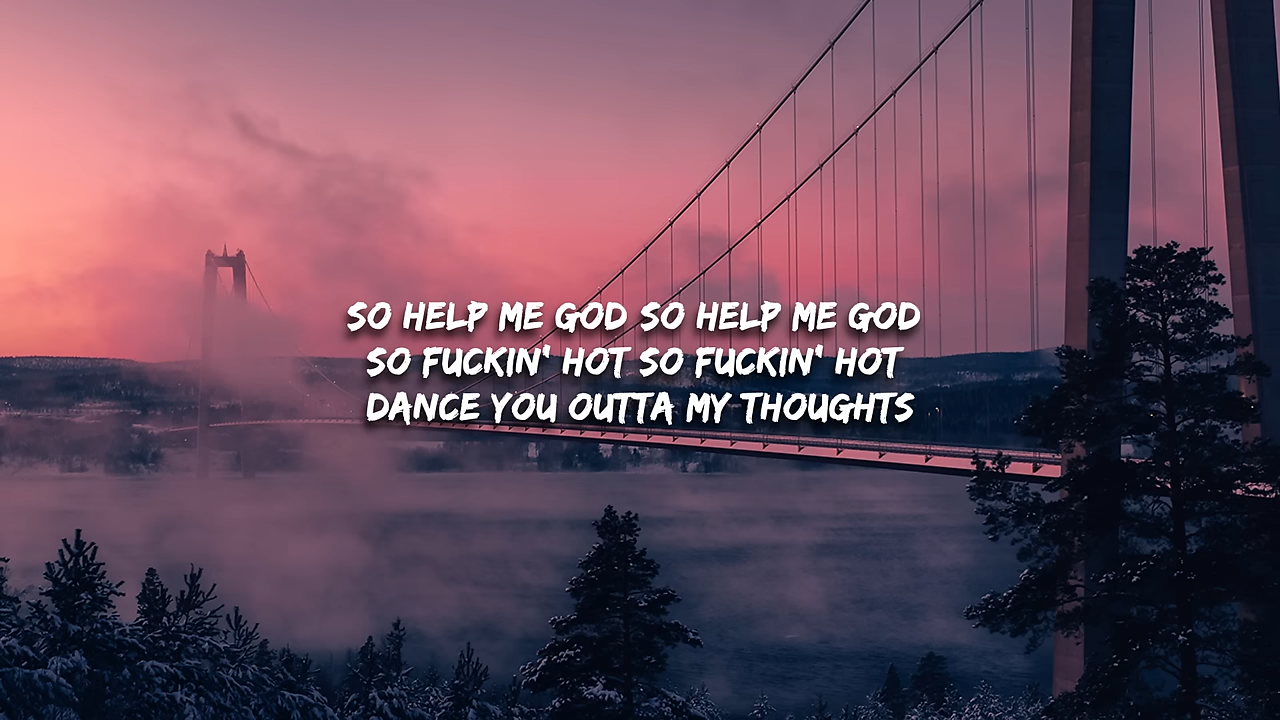 SO HELP ME GOD SO HELP ME GOD
SO FUCKIN' HOT SO FUCKIN' HOT
DANCE YOU OUTTA MY THOUGHTS